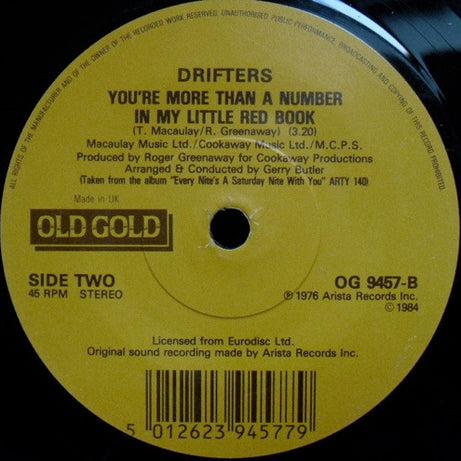 ALL RIGHTS OF THE MANUFACTURER AND OF THE OWNER OF THE RECORDED WORK RESERVED. UNAUTHORISED PUBLIC PERFORMANCE, BROADCASTING AND COPYING OF THIS RECORD PROHIBITED.
DRIFTERS
YOU'RE MORE THAN A NUMBER
IN MY LITTLE RED BOOK
(T. Macaulay/R. Greenaway) (3.20)
Macaulay Music Ltd./Cookaway Music Ltd./M.C.P.S.
Produced by Roger Greenaway for Cookaway Productions
Arranged & Conducted by Gerry Butler
(Taken from the album "Every Nite's A Saturday Nite With You" ARTY 140)
Made in UK
OLD GOLD
SIDE TWO
45 RPM STEREO
OG 9457-B
℗ 1976 Arista Records Inc.
© 1984
Licensed from Eurodisc Ltd.
Original sound recording made by Arista Records Inc.
5 012623 945779